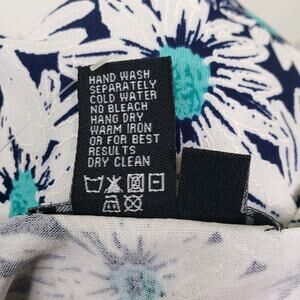 HAND WASH
SEPARATELY
COLD WATER
NO BLEACH
HANG DRY
WARM IRON
OR FOR BEST
RESULTS
DRY CLEAN